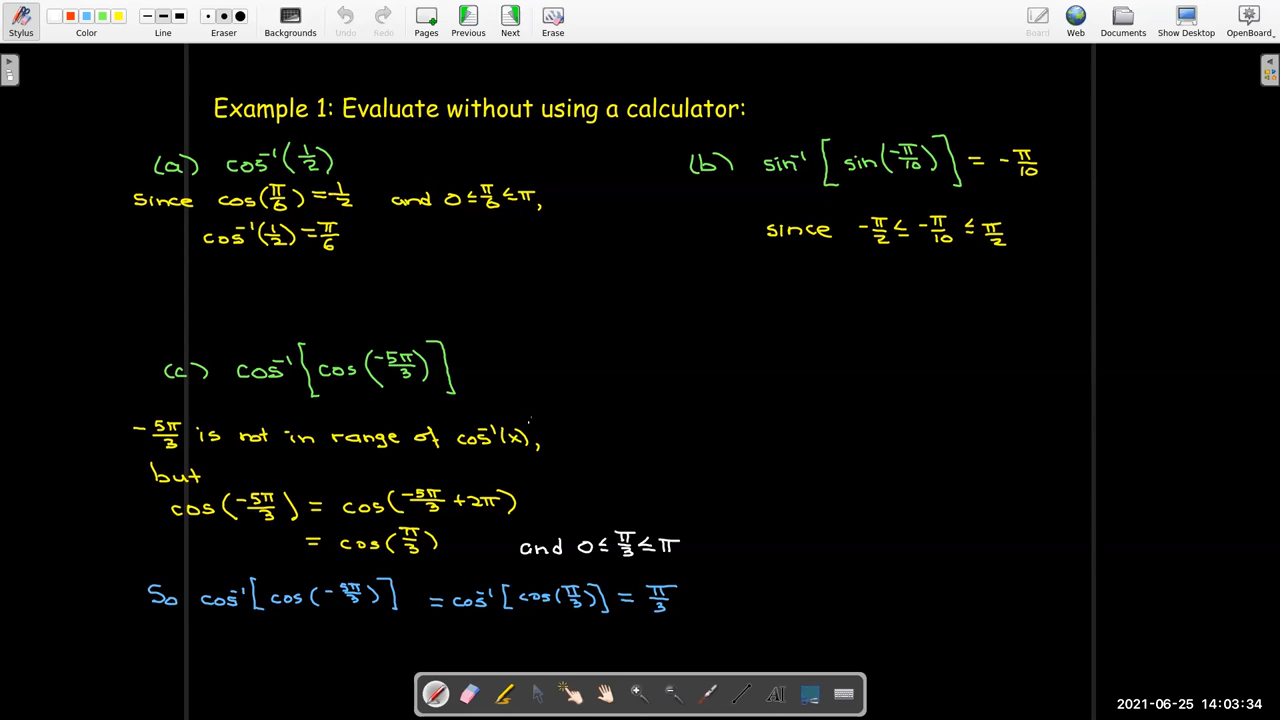 Stylus Color Line Eraser Backgrounds Undo Redo Pages Previous Next Erase Board Web Documents Show Desktop OpenBoard
Example 1: Evaluate without using a calculator:
(a) cos⁻¹(1/2)
since cos(π/6) = 1/2 and 0 ≤ π/6 ≤ π,
cos⁻¹(1/2) = π/6
(b) sin⁻¹[sin(-π/10)] = -π/10
since -π/2 ≤ -π/10 ≤ π/2
(c) cos⁻¹[cos(-5π/3)]
-5π/3 is not in range of cos⁻¹(x),
but
cos(-5π/3) = cos(-5π/3 + 2π)
= cos(π/3) and 0 ≤ π/3 ≤ π
So cos⁻¹[cos(-5π/3)] = cos⁻¹[cos(π/3)] = π/3
AI
2021-06-25 14:03:34